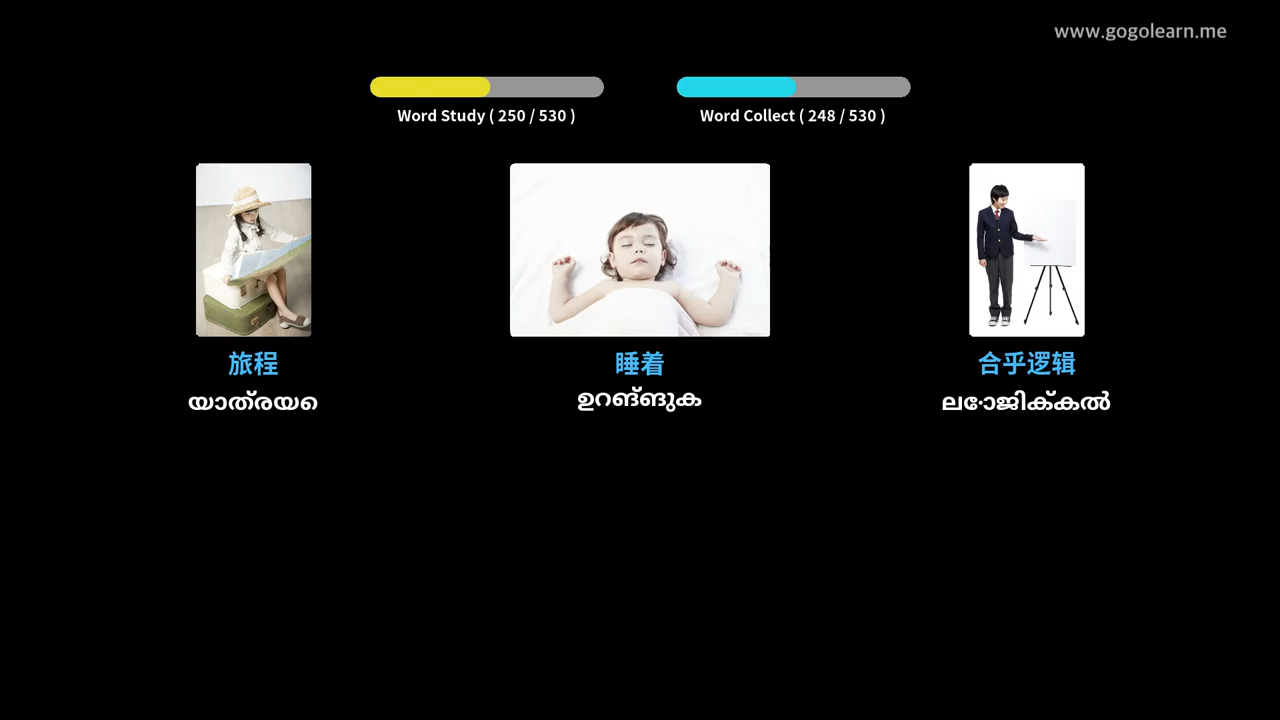 www.gogolearn.me
Word Study ( 250 / 530 )
Word Collect ( 248 / 530 )
旅程
睡着
合乎逻辑
യാത്രയെ
ഉറങ്ങുക
ലോജിക്കൽ